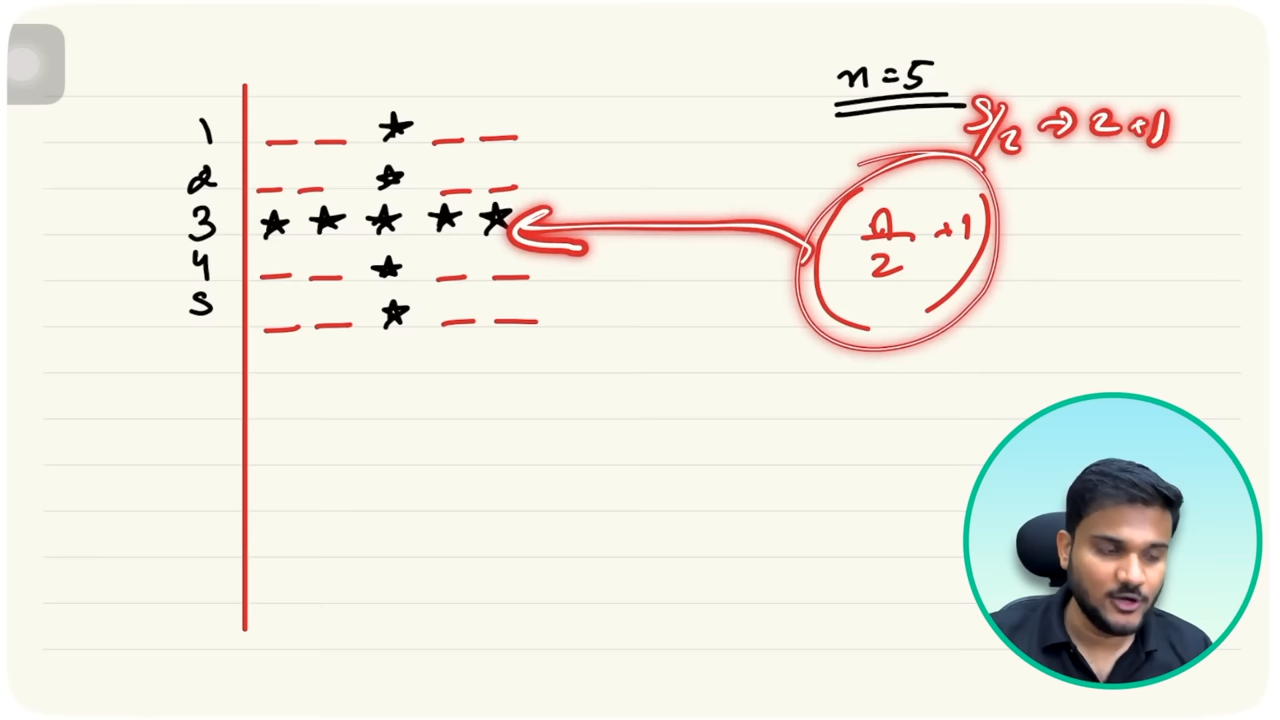 n = 5
5/2 → 2 + 1
1 _ _ ★ _ _
2 _ _ ★ _ _
3 ★ ★ ★ ★ ★
4 _ _ ★ _ _
5 _ _ ★ _ _
(n/2 + 1)